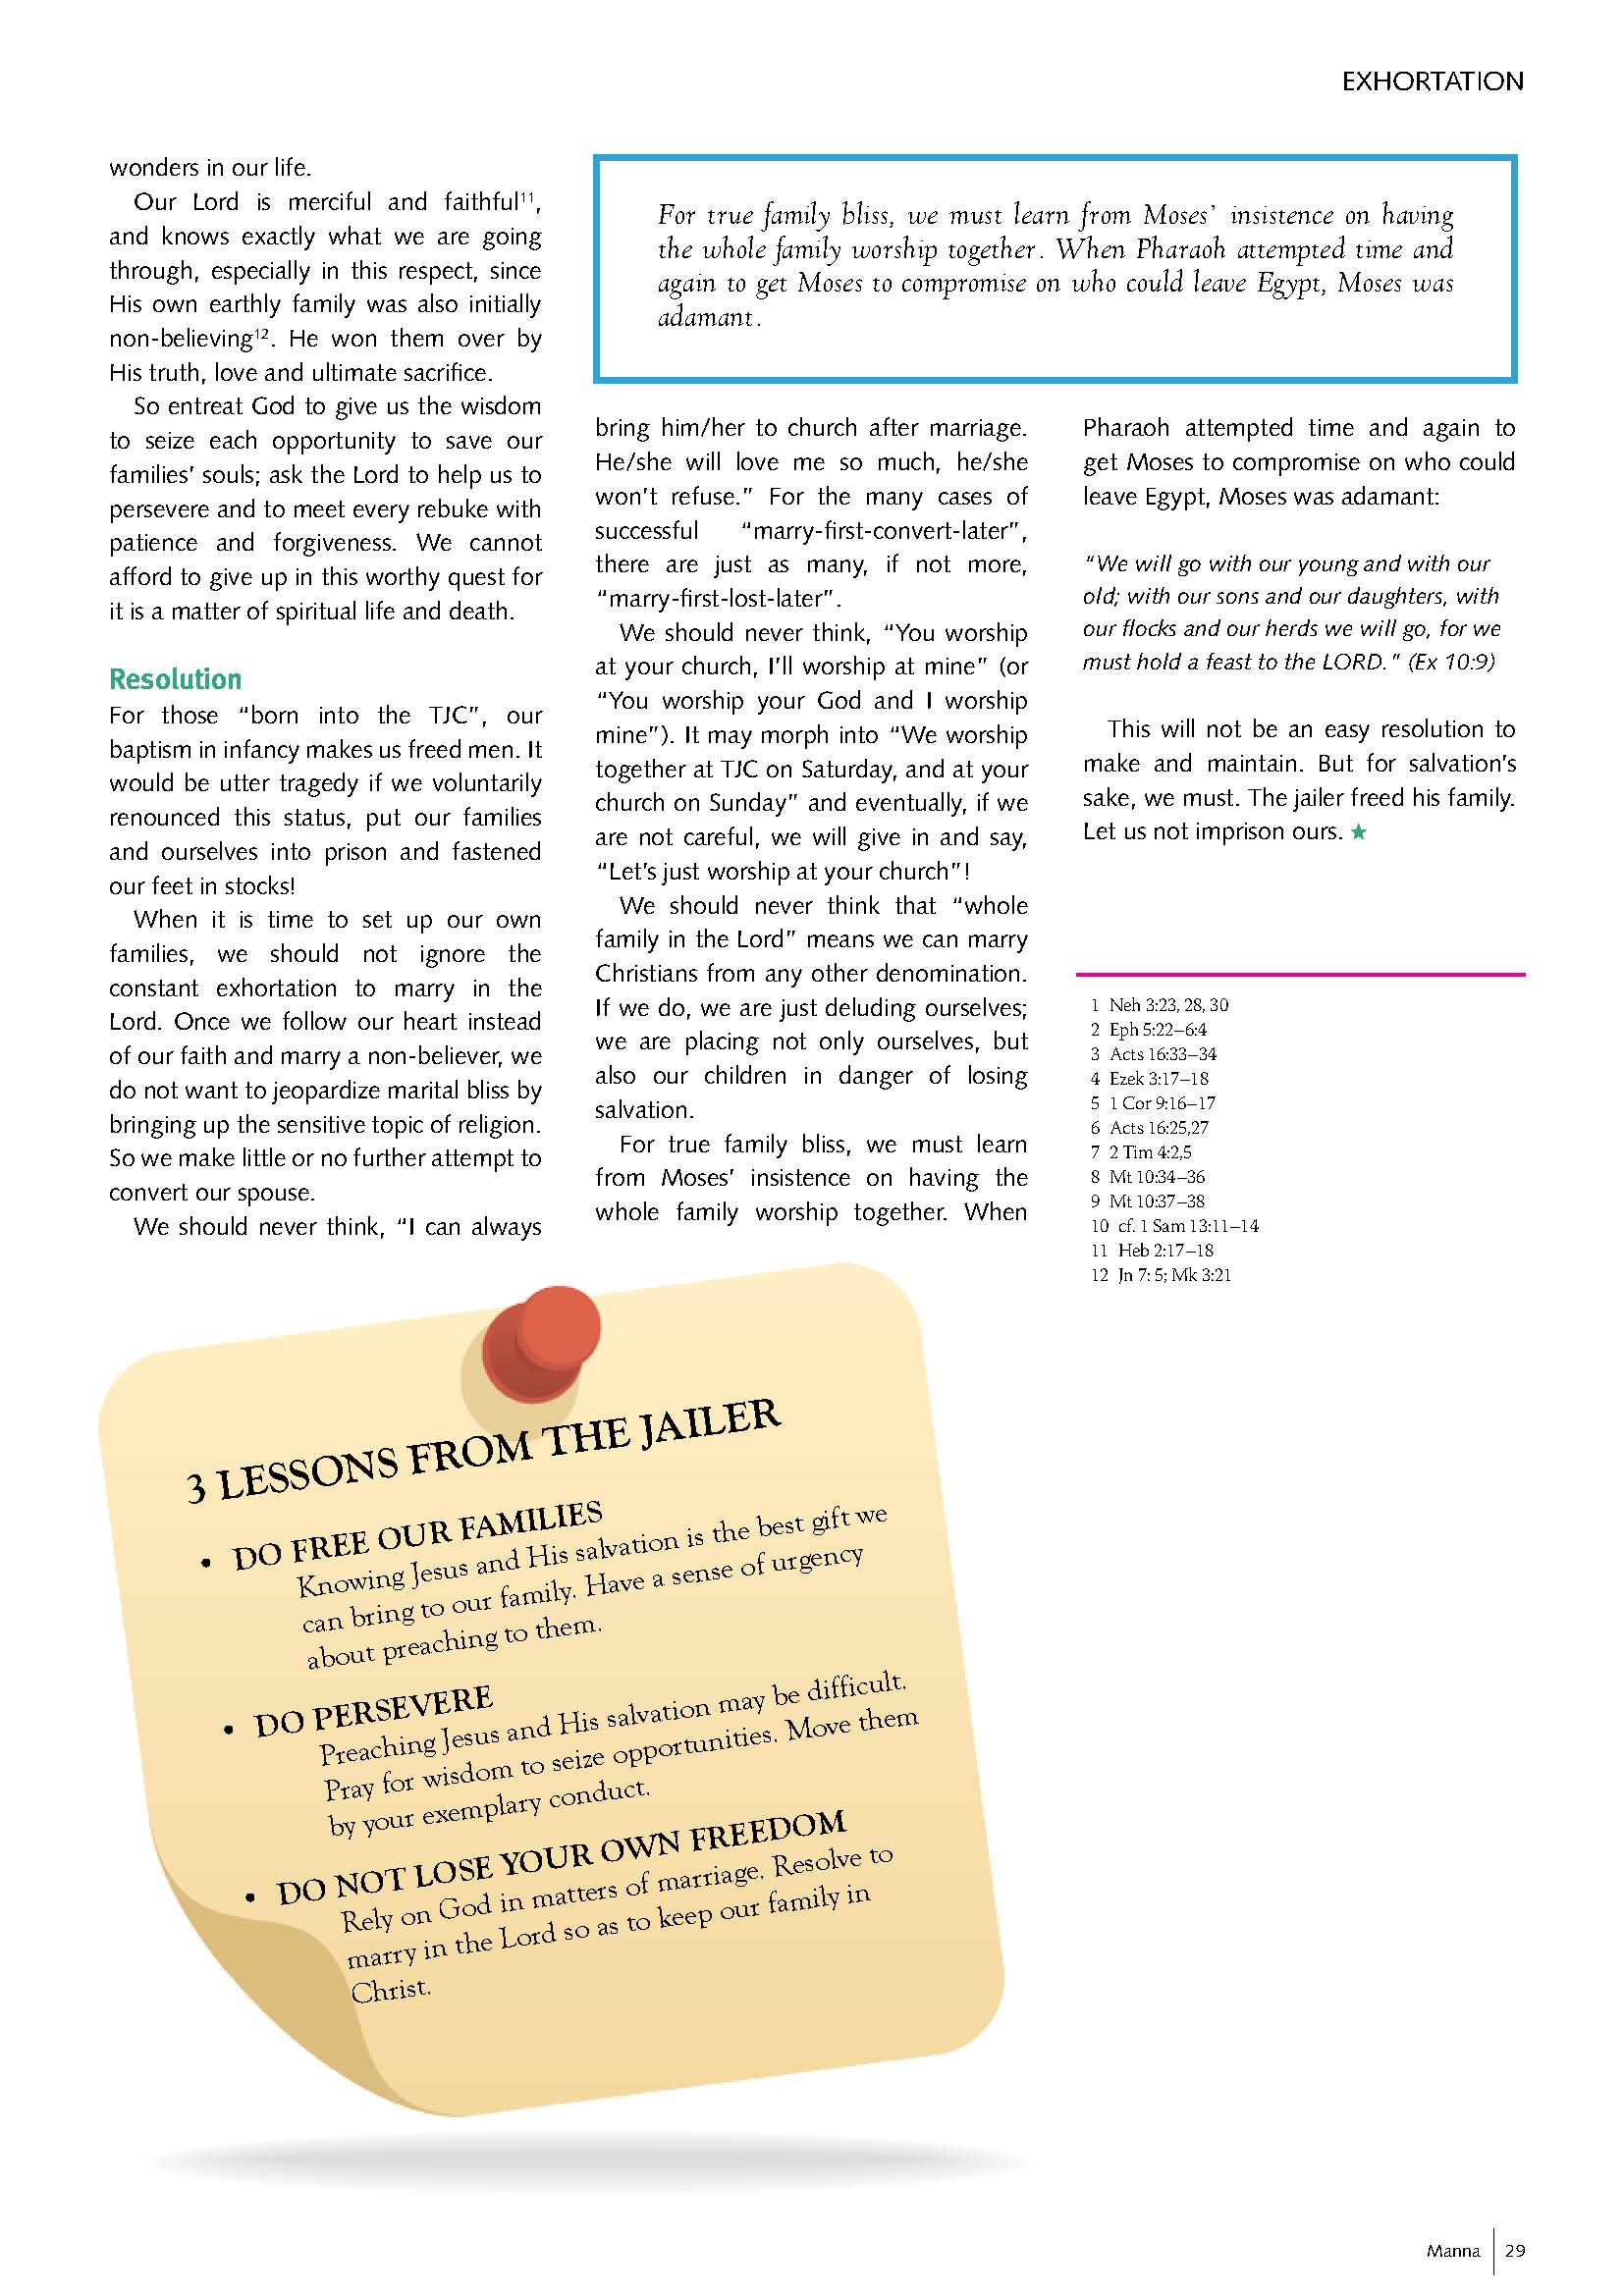 EXHORTATION
wonders in our life.
Our Lord is merciful and faithful¹¹,
and knows exactly what we are going
through, especially in this respect, since
His own earthly family was also initially
non-believing¹². He won them over by
His truth, love and ultimate sacrifice.
So entreat God to give us the wisdom
to seize each opportunity to save our
families’ souls; ask the Lord to help us to
persevere and to meet every rebuke with
patience and forgiveness. We cannot
afford to give up in this worthy quest for
it is a matter of spiritual life and death.
Resolution
For those “born into the TJC”, our
baptism in infancy makes us freed men. It
would be utter tragedy if we voluntarily
renounced this status, put our families
and ourselves into prison and fastened
our feet in stocks!
When it is time to set up our own
families, we should not ignore the
constant exhortation to marry in the
Lord. Once we follow our heart instead
of our faith and marry a non-believer, we
do not want to jeopardize marital bliss by
bringing up the sensitive topic of religion.
So we make little or no further attempt to
convert our spouse.
We should never think, “I can always
For true family bliss, we must learn from Moses’ insistence on having
the whole family worship together. When Pharaoh attempted time and
again to get Moses to compromise on who could leave Egypt, Moses was
adamant.
bring him/her to church after marriage.
He/she will love me so much, he/she
won’t refuse.” For the many cases of
successful “marry-first-convert-later”,
there are just as many, if not more,
“marry-first-lost-later”.
We should never think, “You worship
at your church, I’ll worship at mine” (or
“You worship your God and I worship
mine”). It may morph into “We worship
together at TJC on Saturday, and at your
church on Sunday” and eventually, if we
are not careful, we will give in and say,
“Let’s just worship at your church”!
We should never think that “whole
family in the Lord” means we can marry
Christians from any other denomination.
If we do, we are just deluding ourselves;
we are placing not only ourselves, but
also our children in danger of losing
salvation.
For true family bliss, we must learn
from Moses’ insistence on having the
whole family worship together. When
Pharaoh attempted time and again to
get Moses to compromise on who could
leave Egypt, Moses was adamant:
“We will go with our young and with our
old; with our sons and our daughters, with
our flocks and our herds we will go, for we
must hold a feast to the LORD.” (Ex 10:9)
This will not be an easy resolution to
make and maintain. But for salvation’s
sake, we must. The jailer freed his family.
Let us not imprison ours. ★
1 Neh 3:23, 28, 30
2 Eph 5:22–6:4
3 Acts 16:33–34
4 Ezek 3:17–18
5 1 Cor 9:16–17
6 Acts 16:25,27
7 2 Tim 4:2,5
8 Mt 10:34–36
9 Mt 10:37–38
10 cf. 1 Sam 13:11–14
11 Heb 2:17–18
12 Jn 7: 5; Mk 3:21
3 LESSONS FROM THE JAILER
• DO FREE OUR FAMILIES
Knowing Jesus and His salvation is the best gift we
can bring to our family. Have a sense of urgency
about preaching to them.
• DO PERSEVERE
Preaching Jesus and His salvation may be difficult.
Pray for wisdom to seize opportunities. Move them
by your exemplary conduct.
• DO NOT LOSE YOUR OWN FREEDOM
Rely on God in matters of marriage. Resolve to
marry in the Lord so as to keep our family in
Christ.
Manna 29